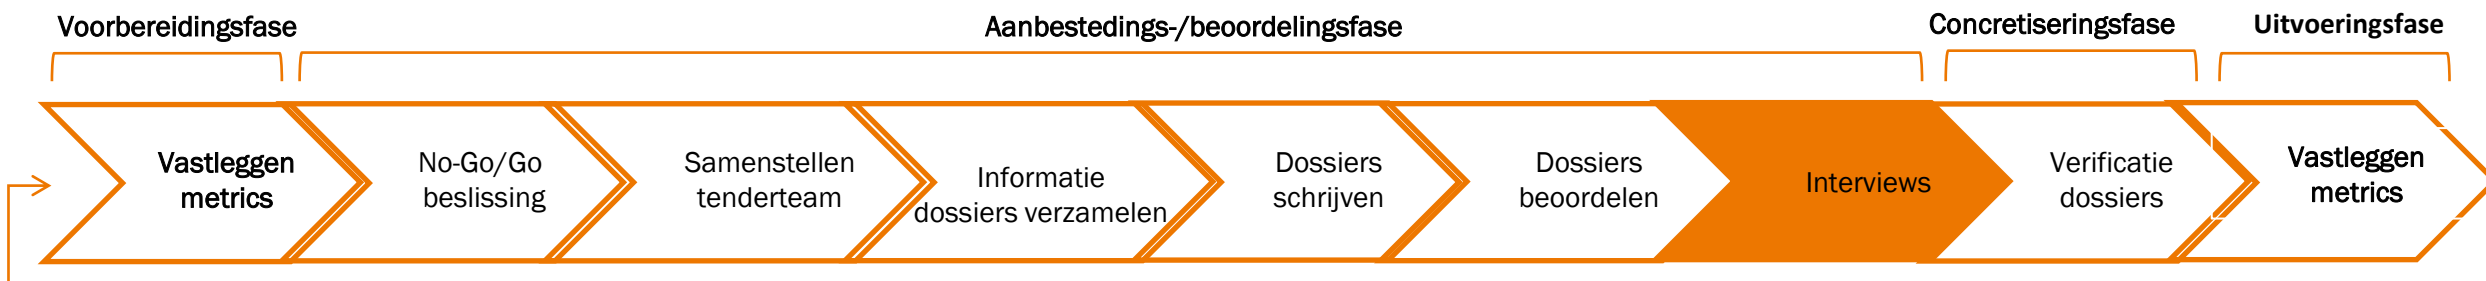 Voorbereidingsfase
Aanbestedings-/beoordelingsfase
Concretiseringsfase
Uitvoeringsfase
Vastleggen
metrics
No-Go/Go
beslissing
Samenstellen
tenderteam
Informatie
dossiers verzamelen
Dossiers
schrijven
Dossiers
beoordelen
Interviews
Verificatie
dossiers
Vastleggen
metrics